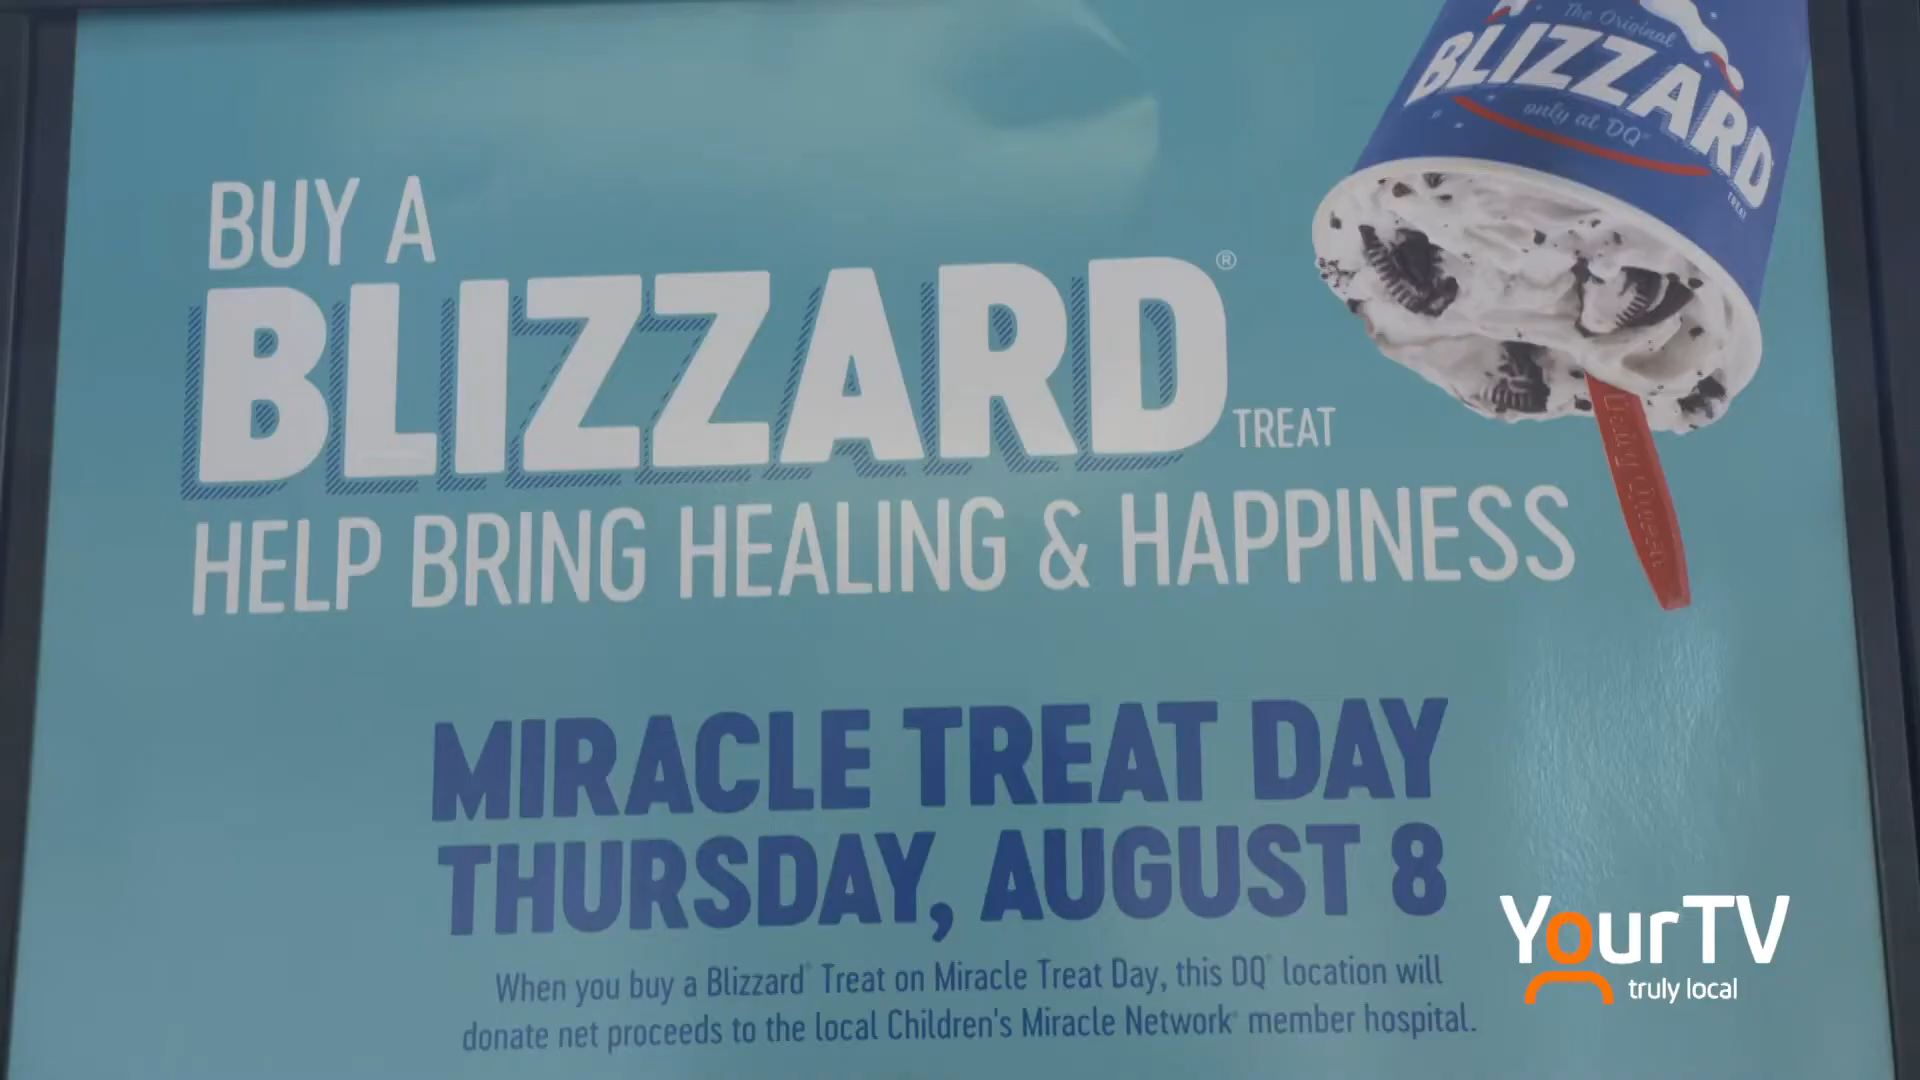 The Original
BLIZZARD
only at DQ
TREAT
BUY A
BLIZZARD®
TREAT
HELP BRING HEALING & HAPPINESS
Dairy Queen
MIRACLE TREAT DAY
THURSDAY, AUGUST 8
When you buy a Blizzard® Treat on Miracle Treat Day, this DQ® location will
donate net proceeds to the local Children's Miracle Network® member hospital.
YourTV
truly local